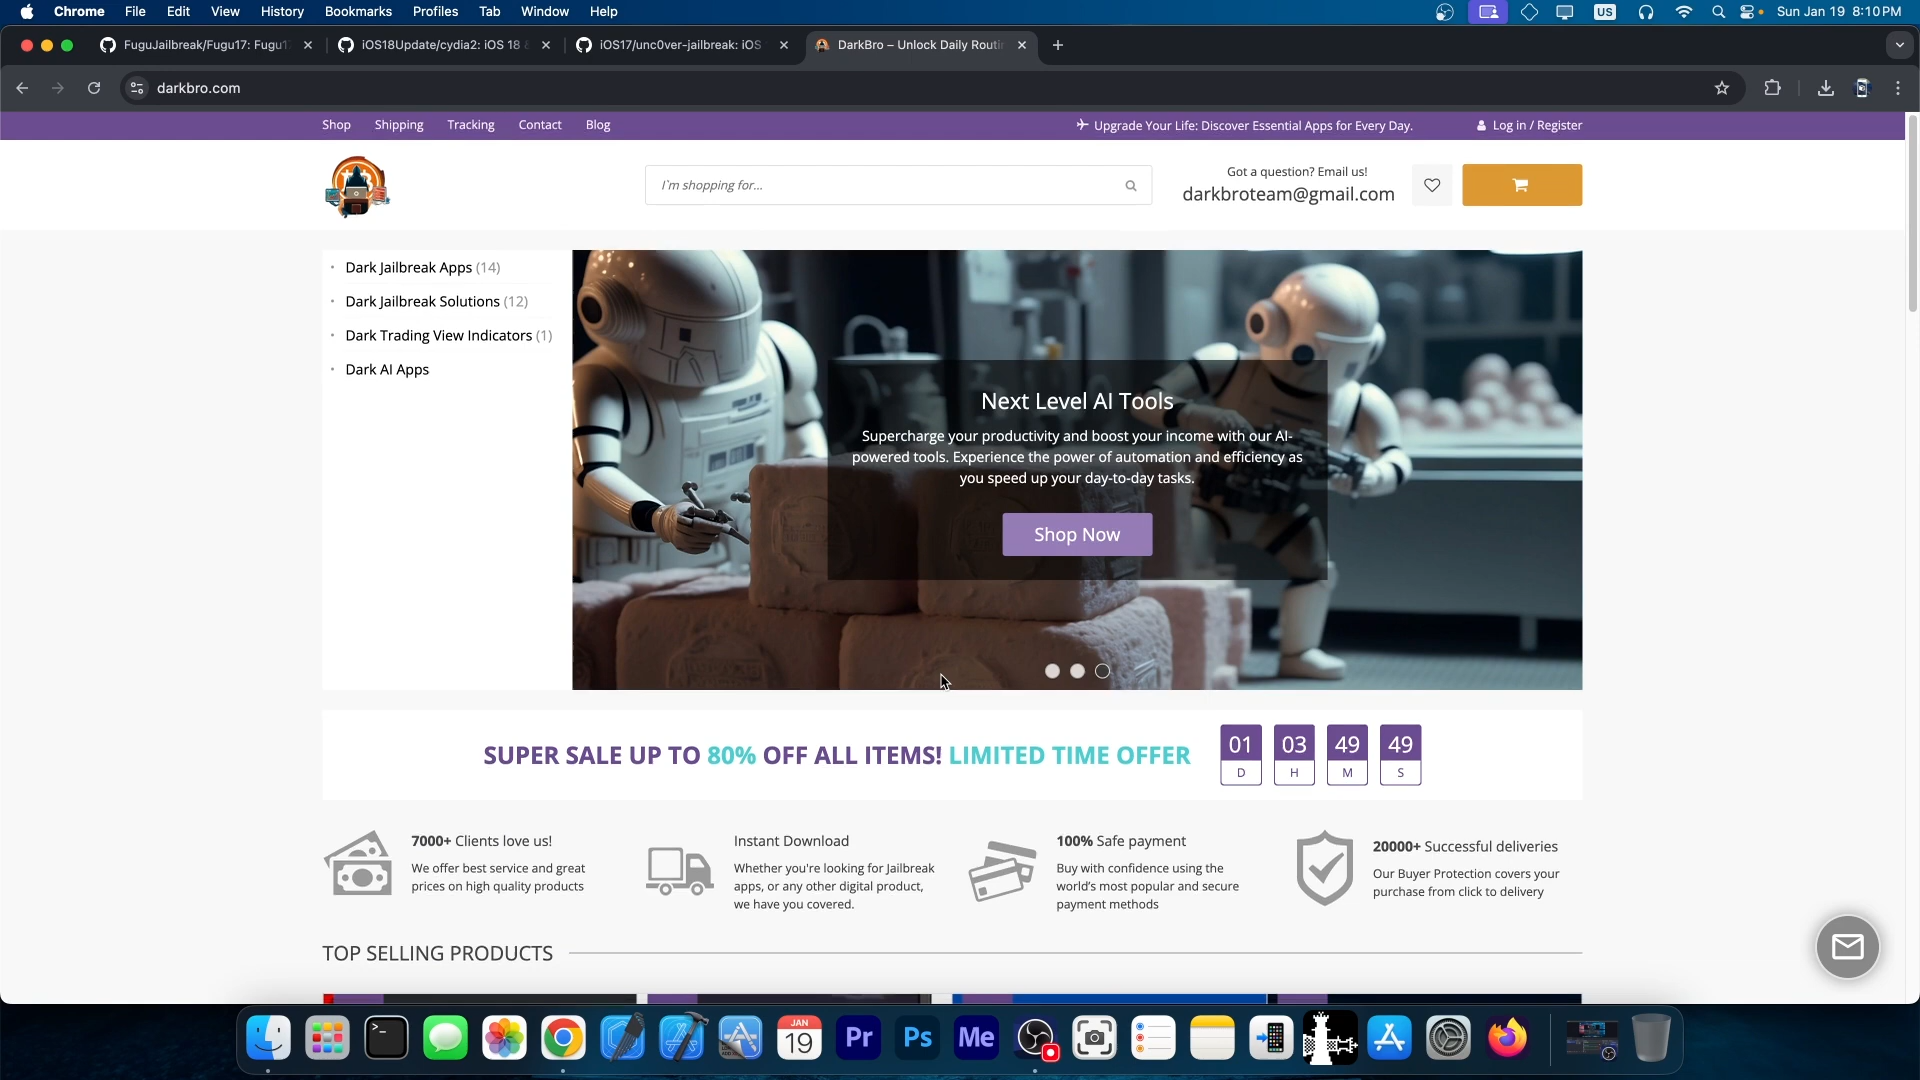 Chrome File Edit View History Bookmarks Profiles Tab Window Help US Sun Jan 19 8:10 PM
FuguJailbreak/Fugu17: Fugu17 iOS18Update/cydia2: iOS 18 & iOS17/unc0ver-jailbreak: iOS DarkBro – Unlock Daily Routin
darkbro.com
Shop Shipping Tracking Contact Blog Upgrade Your Life: Discover Essential Apps for Every Day. Log in / Register
Got a question? Email us!
I`m shopping for... darkbroteam@gmail.com
Dark Jailbreak Apps (14)
Dark Jailbreak Solutions (12)
Dark Trading View Indicators (1)
Dark AI Apps
Next Level AI Tools
Supercharge your productivity and boost your income with our AI-
powered tools. Experience the power of automation and efficiency as
you speed up your day-to-day tasks.
Shop Now
SUPER SALE UP TO 80% OFF ALL ITEMS! LIMITED TIME OFFER 01 03 49 49
D H M S
7000+ Clients love us!
We offer best service and great
prices on high quality products
Instant Download
Whether you're looking for Jailbreak
apps, or any other digital product,
we have you covered.
100% Safe payment
Buy with confidence using the
world's most popular and secure
payment methods
20000+ Successful deliveries
Our Buyer Protection covers your
purchase from click to delivery
TOP SELLING PRODUCTS
JAN
19
Pr Ps Me